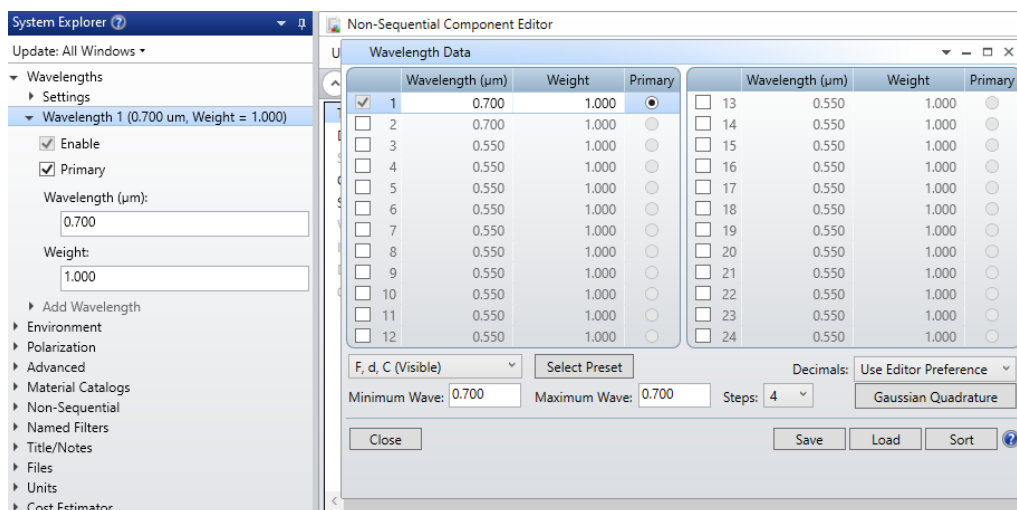 System Explorer
Update: All Windows
Wavelengths
Settings
Wavelength 1 (0.700 um, Weight = 1.000)
Enable
Primary
Wavelength (µm):
0.700
Weight:
1.000
Add Wavelength
Environment
Polarization
Advanced
Material Catalogs
Non-Sequential
Named Filters
Title/Notes
Files
Units
Cost Estimator
Non-Sequential Component Editor
Wavelength Data
Wavelength (µm) Weight Primary Wavelength (µm) Weight Primary
1 0.700 1.000 13 0.550 1.000
2 0.700 1.000 14 0.550 1.000
3 0.550 1.000 15 0.550 1.000
4 0.550 1.000 16 0.550 1.000
5 0.550 1.000 17 0.550 1.000
6 0.550 1.000 18 0.550 1.000
7 0.550 1.000 19 0.550 1.000
8 0.550 1.000 20 0.550 1.000
9 0.550 1.000 21 0.550 1.000
10 0.550 1.000 22 0.550 1.000
11 0.550 1.000 23 0.550 1.000
12 0.550 1.000 24 0.550 1.000
F, d, C (Visible) Select Preset Decimals: Use Editor Preference
Minimum Wave: 0.700 Maximum Wave: 0.700 Steps: 4 Gaussian Quadrature
Close Save Load Sort